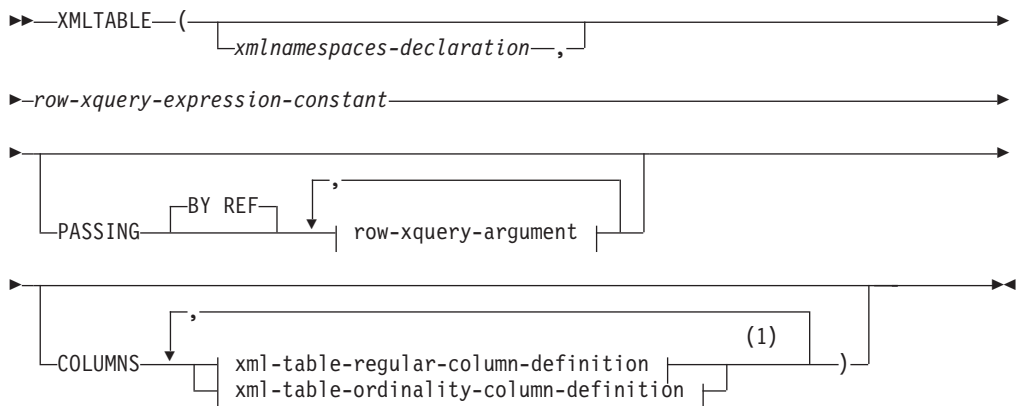 XMLTABLE (
xmlnamespaces-declaration ,
row-xquery-expression-constant
,
BY REF
PASSING row-xquery-argument
,
(1)
COLUMNS xml-table-regular-column-definition )
xml-table-ordinality-column-definition